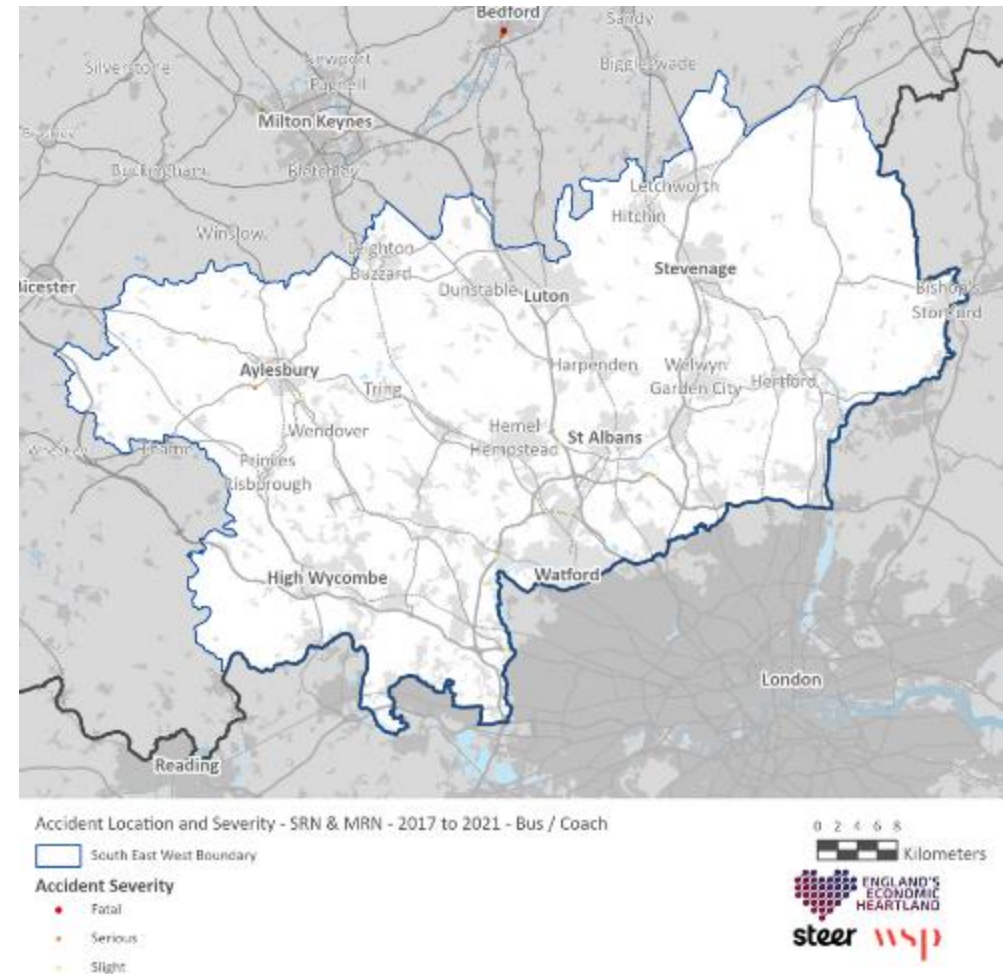 Bedford
Sandy
Silverstone
Newport
Pagnell
Biggleswade
Milton Keynes
Brackley
Buckingham
Bletchley
Letchworth
Hitchin
Winslow
Leighton
Buzzard
Stevenage
Bicester
Dunstable
Luton
Bishop's
Stortford
Aylesbury
Harpenden
Welwyn
Garden City
Hertford
Tring
Wendover
Hemel
Hempstead
St Albans
Thame
Princes
Risborough
High Wycombe
Watford
London
Reading
Accident Location and Severity - SRN & MRN - 2017 to 2021 - Bus / Coach
South East West Boundary
Accident Severity
Fatal
Serious
Slight
0 2 4 6 8
Kilometers
ENGLAND'S
ECONOMIC
HEARTLAND
steer wsp